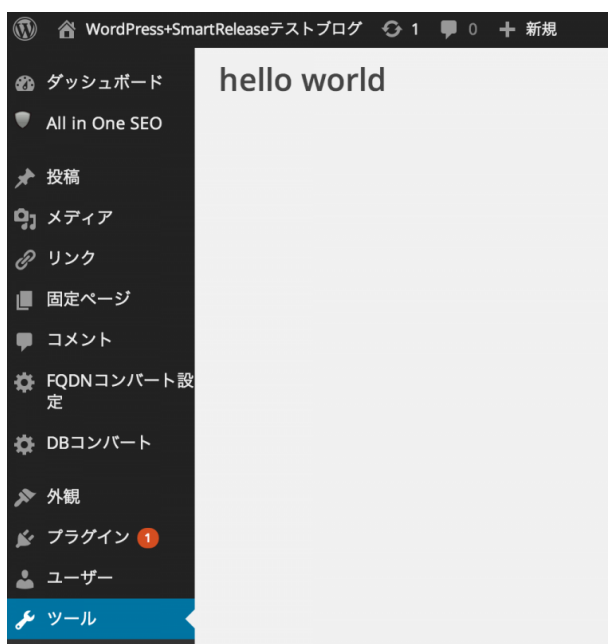 WordPress+SmartReleaseテストブログ 1 0 新規
hello world
ダッシュボード
All in One SEO
投稿
メディア
リンク
固定ページ
コメント
FQDNコンバート設
定
DBコンバート
外観
プラグイン 1
ユーザー
ツール